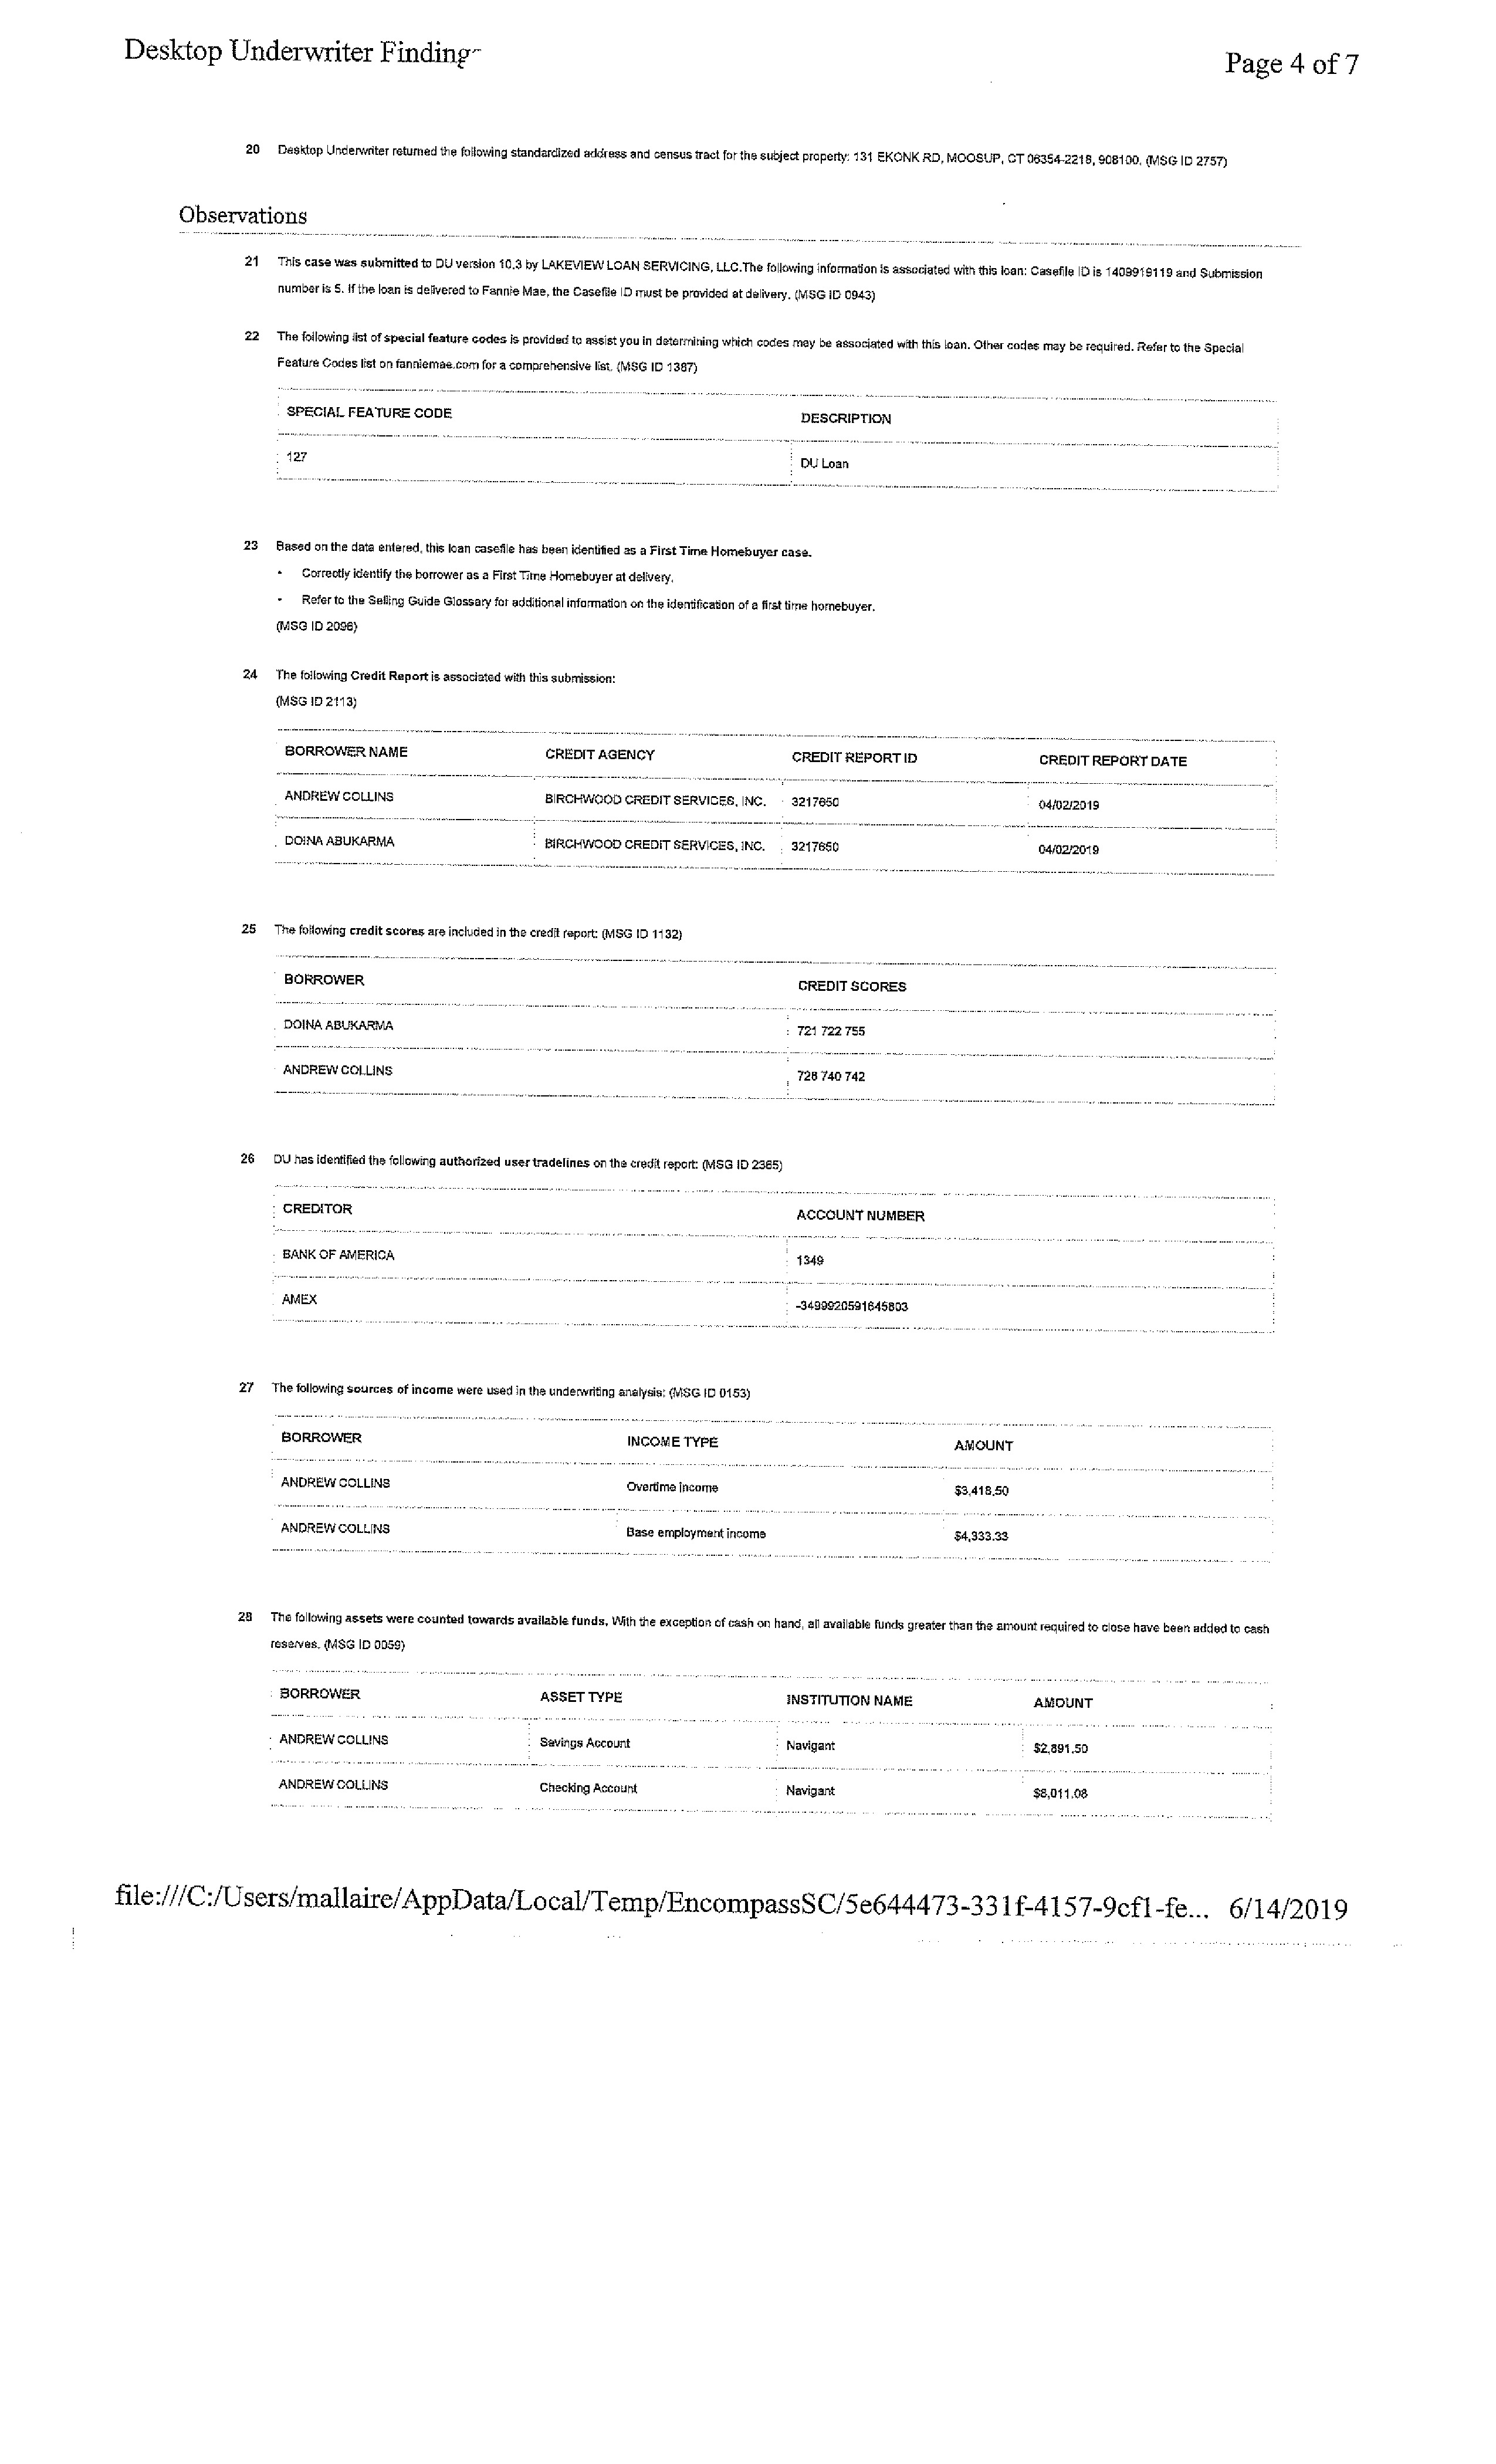 Desktop Underwriter Finding
Page 4 of 7
20 Desktop Underwriter returned the following standardized address and census tract for the subject property: 131 EKONK RD, MOOSUP, CT 06354-2218, 908100. (MSG ID 2757)
Observations
21 This case was submitted to DU version 10.3 by LAKEVIEW LOAN SERVICING, LLC.The following information is associated with this loan: Casefile ID is 1409919119 and Submission
number is 5. If the loan is delivered to Fannie Mae, the Casefile ID must be provided at delivery. (MSG ID 0943)
22 The following list of special feature codes is provided to assist you in determining which codes may be associated with this loan. Other codes may be required. Refer to the Special
Feature Codes list on fanniemae.com for a comprehensive list. (MSG ID 1387)
SPECIAL FEATURE CODE DESCRIPTION
127 DU Loan
23 Based on the data entered, this loan casefile has been identified as a First Time Homebuyer case.
• Correctly identify the borrower as a First Time Homebuyer at delivery.
• Refer to the Selling Guide Glossary for additional information on the identification of a first time homebuyer.
(MSG ID 2096)
24 The following Credit Report is associated with this submission:
(MSG ID 2113)
BORROWER NAME CREDIT AGENCY CREDIT REPORT ID CREDIT REPORT DATE
ANDREW COLLINS BIRCHWOOD CREDIT SERVICES, INC. 3217650 04/02/2019
DOINA ABUKARMA BIRCHWOOD CREDIT SERVICES, INC. 3217650 04/02/2019
25 The following credit scores are included in the credit report: (MSG ID 1132)
BORROWER CREDIT SCORES
DOINA ABUKARMA 721 722 755
ANDREW COLLINS 728 740 742
26 DU has identified the following authorized user tradelines on the credit report: (MSG ID 2365)
CREDITOR ACCOUNT NUMBER
BANK OF AMERICA 1349
AMEX -3499920591645803
27 The following sources of income were used in the underwriting analysis: (MSG ID 0153)
BORROWER INCOME TYPE AMOUNT
ANDREW COLLINS Overtime income $3,418.50
ANDREW COLLINS Base employment income $4,333.33
28 The following assets were counted towards available funds. With the exception of cash on hand, all available funds greater than the amount required to close have been added to cash
reserves. (MSG ID 0059)
BORROWER ASSET TYPE INSTITUTION NAME AMOUNT
ANDREW COLLINS Savings Account Navigant $2,891.50
ANDREW COLLINS Checking Account Navigant $8,011.08
file:///C:/Users/mallaire/AppData/Local/Temp/EncompassSC/5e644473-331f-4157-9cf1-fe... 6/14/2019